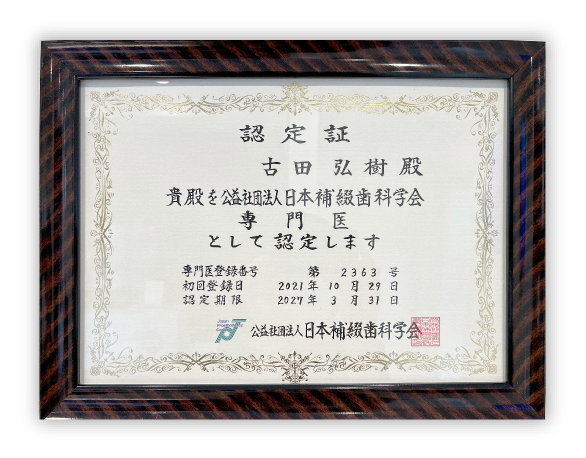 認定証
古田弘樹殿
貴殿を公益社団法人日本補綴歯科学会
専門医
として認定します
専門医登録番号 第2363号
初回登録日 2021年10月29日
認定期限 2027年3月31日
公益社団法人日本補綴歯科学会